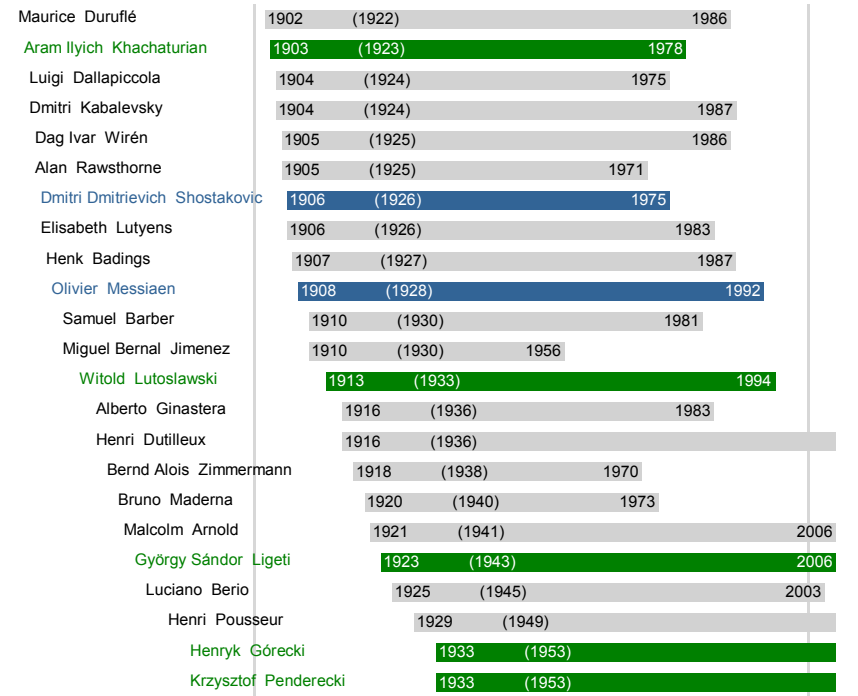 Maurice Duruflé 1902 (1922) 1986
Aram Ilyich Khachaturian 1903 (1923) 1978
Luigi Dallapiccola 1904 (1924) 1975
Dmitri Kabalevsky 1904 (1924) 1987
Dag Ivar Wirén 1905 (1925) 1986
Alan Rawsthorne 1905 (1925) 1971
Dmitri Dmitrievich Shostakovic 1906 (1926) 1975
Elisabeth Lutyens 1906 (1926) 1983
Henk Badings 1907 (1927) 1987
Olivier Messiaen 1908 (1928) 1992
Samuel Barber 1910 (1930) 1981
Miguel Bernal Jimenez 1910 (1930) 1956
Witold Lutoslawski 1913 (1933) 1994
Alberto Ginastera 1916 (1936) 1983
Henri Dutilleux 1916 (1936)
Bernd Alois Zimmermann 1918 (1938) 1970
Bruno Maderna 1920 (1940) 1973
Malcolm Arnold 1921 (1941) 2006
György Sándor Ligeti 1923 (1943) 2006
Luciano Berio 1925 (1945) 2003
Henri Pousseur 1929 (1949)
Henryk Górecki 1933 (1953)
Krzysztof Penderecki 1933 (1953)